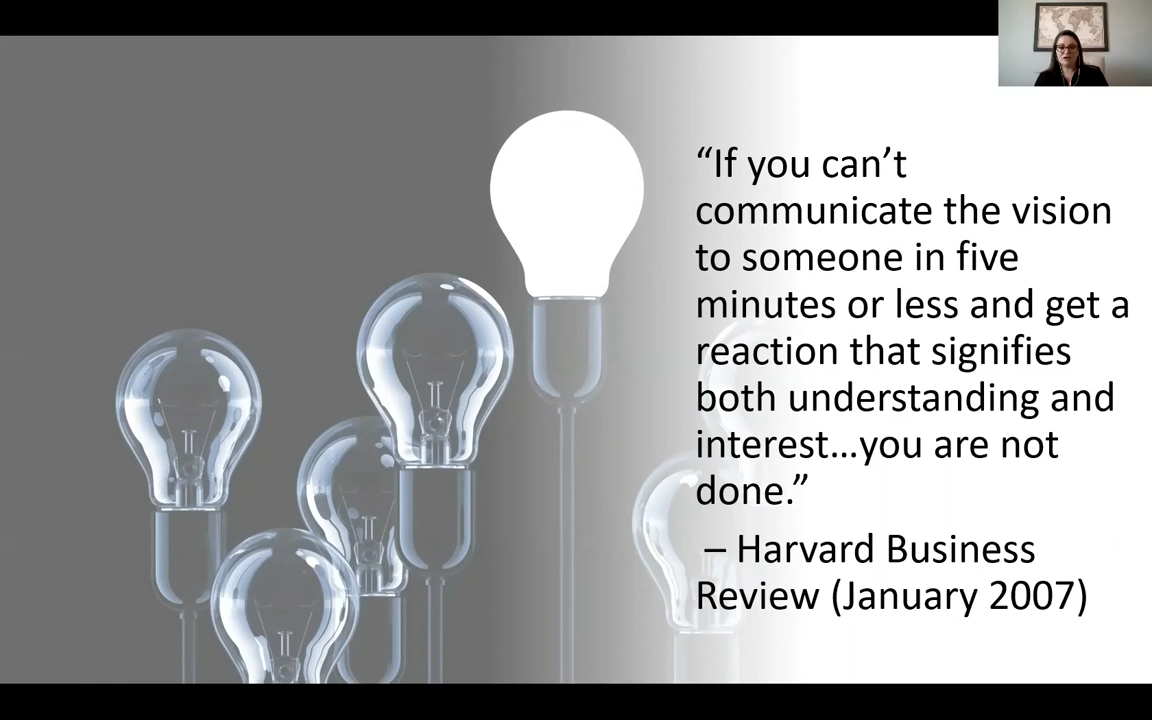 “If you can’t
communicate the vision
to someone in five
minutes or less and get a
reaction that signifies
both understanding and
interest…you are not
done.”
– Harvard Business
Review (January 2007)